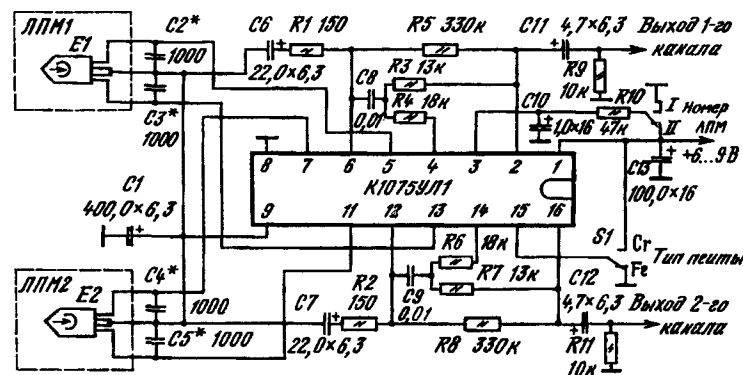 ЛПМ1
E1
C2*
1000
C3*
1000
C6
22,0×6,3
R1 150
R5 330к
C8
0,01
R3 13к
R4 18к
C11 4,7×6,3
Выход 1-го
канала
R9
10к
C10
1,0×16
R10
47к
I
II
Номер
ЛПМ
+6...9В
C13
100,0×16
8 7 6 5 4 3 2 1
К1075УЛ1
9 11 12 13 14 15 16
C1
400,0×6,3
S1
Cr
Fe
Тип ленты
ЛПМ2
E2
C4*
1000
C5* 1000
C7
22,0×6,3
R2
150
C9
0,01
R6
18к
R7 13к
R8 330к
C12
4,7×6,3
Выход 2-го
канала
R11
10к